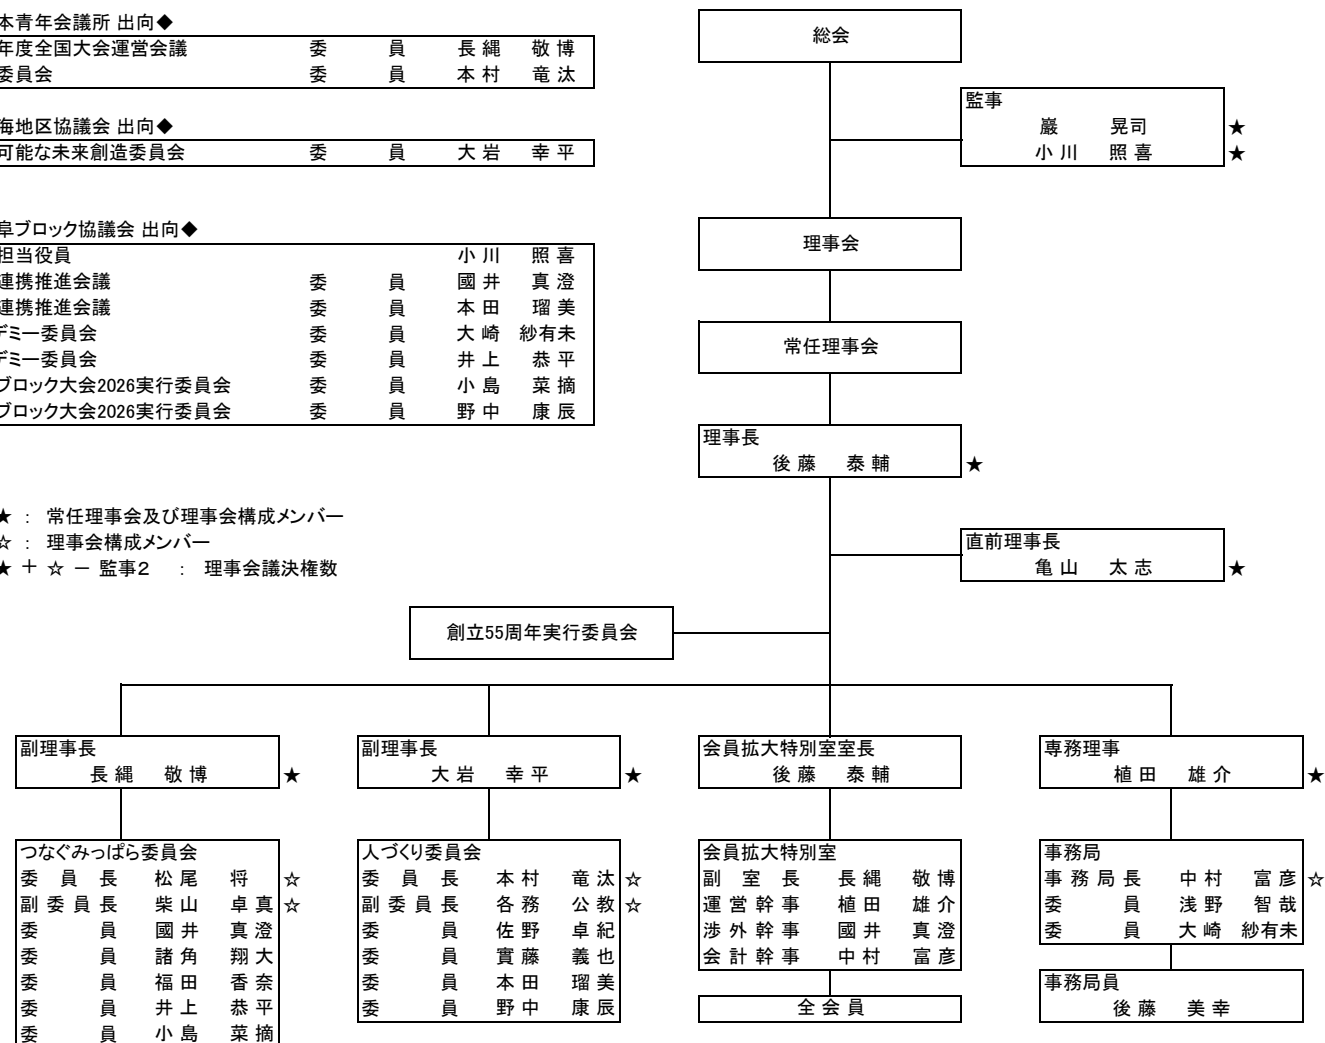 本青年会議所 出向◆
年度全国大会運営会議 委 員 長縄 敬博
委員会 委 員 本村 竜汰
海地区協議会 出向◆
可能な未来創造委員会 委 員 大岩 幸平
阜ブロック協議会 出向◆
担当役員 小川 照喜
連携推進会議 委 員 國井 真澄
連携推進会議 委 員 本田 瑠美
デミー委員会 委 員 大崎 紗有未
デミー委員会 委 員 井上 恭平
ブロック大会2026実行委員会 委 員 小島 菜摘
ブロック大会2026実行委員会 委 員 野中 康辰
★ : 常任理事会及び理事会構成メンバー
☆ : 理事会構成メンバー
★ + ☆ - 監事2 : 理事会議決権数
総会
監事
巖 晃司 ★
小川 照喜 ★
理事会
常任理事会
理事長
後藤 泰輔 ★
直前理事長
亀山 太志 ★
創立55周年実行委員会
副理事長
長縄 敬博 ★
つなぐみっぱら委員会
委員長 松尾 将 ☆
副委員長 柴山 卓真 ☆
委 員 國井 真澄
委 員 諸角 翔大
委 員 福田 香奈
委 員 井上 恭平
委 員 小島 菜摘
副理事長
大岩 幸平 ★
人づくり委員会
委員長 本村 竜汰 ☆
副委員長 各務 公教 ☆
委 員 佐野 卓紀
委 員 實藤 義也
委 員 本田 瑠美
委 員 野中 康辰
会員拡大特別室室長
後藤 泰輔
会員拡大特別室
副室長 長縄 敬博
運営幹事 植田 雄介
渉外幹事 國井 真澄
会計幹事 中村 富彦
全会員
専務理事
植田 雄介 ★
事務局
事務局長 中村 富彦 ☆
委 員 浅野 智哉
委 員 大崎 紗有未
事務局員
後藤 美幸